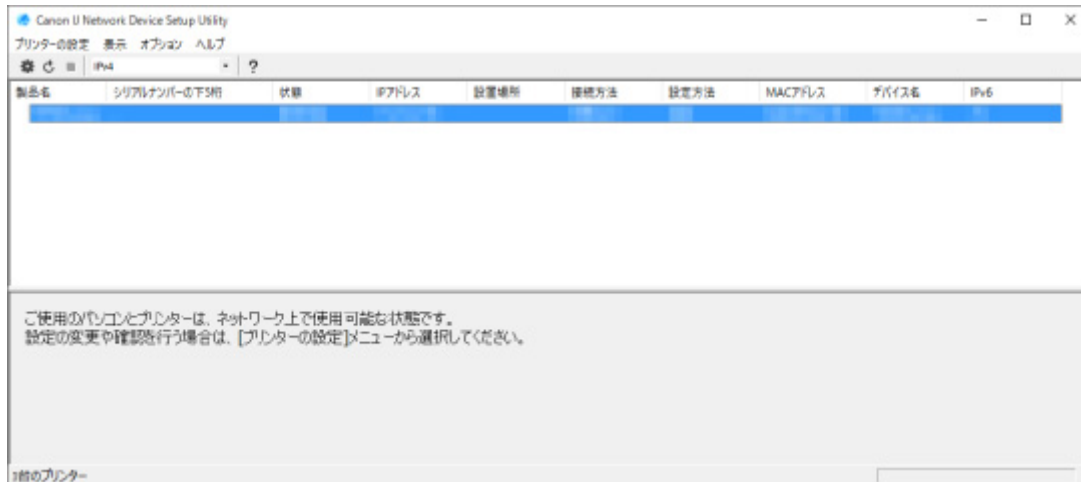 Canon IJ Network Device Setup Utility
プリンターの設定 表示 オプション ヘルプ
IPv4 ?
製品名 シリアルナンバーの下5桁 状態 IPアドレス 設置場所 接続方法 設定方法 MACアドレス デバイス名 IPv6
ご使用のパソコンとプリンターは、ネットワーク上で使用可能な状態です。
設定の変更や確認を行う場合は、[プリンターの設定]メニューから選択してください。
1台のプリンター